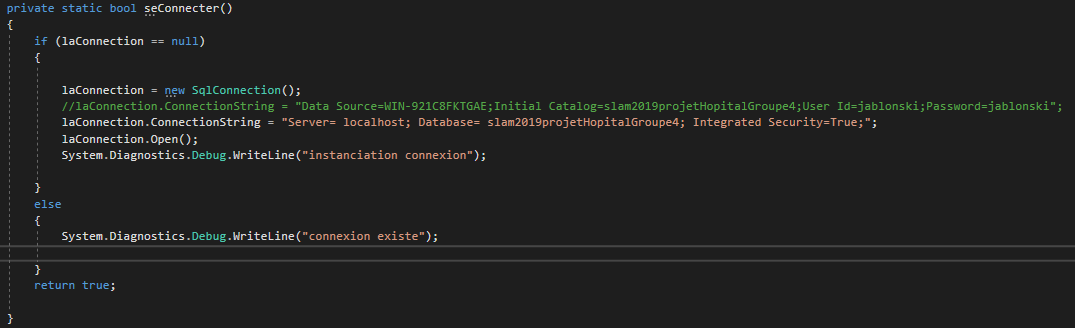 private static bool seConnecter()
{
if (laConnection == null)
{
laConnection = new SqlConnection();
//laConnection.ConnectionString = "Data Source=WIN-921C8FKTGAE;Initial Catalog=slam2019projetHopitalGroupe4;User Id=jablonski;Password=jablonski";
laConnection.ConnectionString = "Server= localhost; Database= slam2019projetHopitalGroupe4; Integrated Security=True;";
laConnection.Open();
System.Diagnostics.Debug.WriteLine("instanciation connexion");
}
else
{
System.Diagnostics.Debug.WriteLine("connexion existe");
}
return true;
}